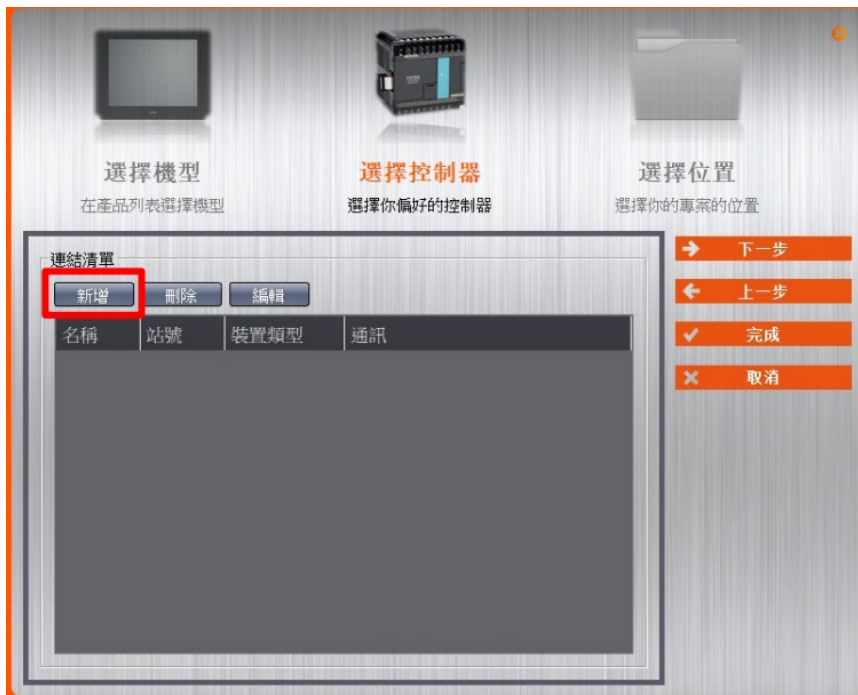 選擇機型
選擇控制器
選擇位置
在產品列表選擇機型
選擇你偏好的控制器
選擇你的專案的位置
連結清單
新增
刪除
編輯
名稱
站號
裝置類型
通訊
下一步
上一步
完成
取消